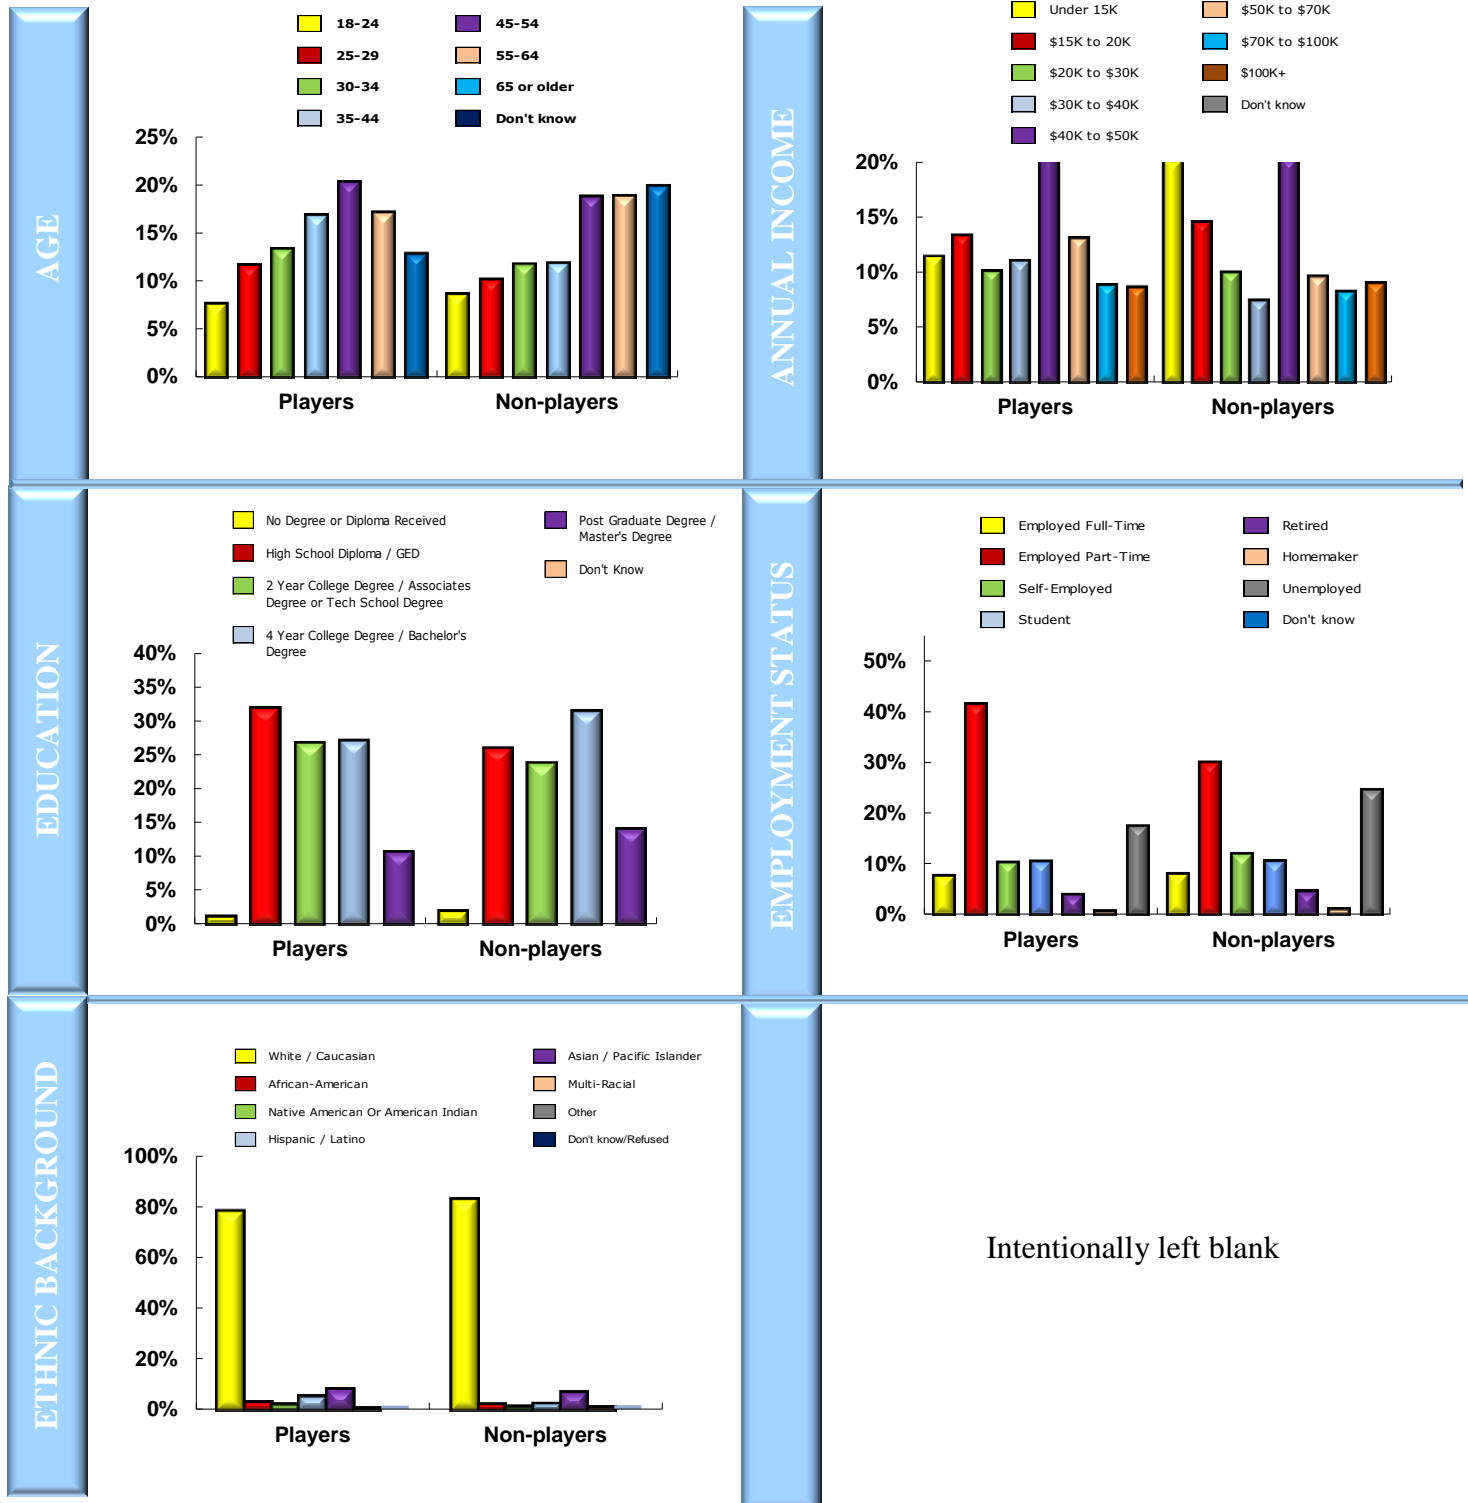 AGE
18-24
25-29
30-34
35-44
45-54
55-64
65 or older
Don't know
25%
20%
15%
10%
5%
0%
Players
Non-players
ANNUAL INCOME
Under 15K
$15K to 20K
$20K to $30K
$30K to $40K
$40K to $50K
$50K to $70K
$70K to $100K
$100K+
Don't know
20%
15%
10%
5%
0%
Players
Non-players
EDUCATION
No Degree or Diploma Received
High School Diploma / GED
2 Year College Degree / Associates
Degree or Tech School Degree
4 Year College Degree / Bachelor's
Degree
Post Graduate Degree /
Master's Degree
Don't Know
40%
35%
30%
25%
20%
15%
10%
5%
0%
Players
Non-players
EMPLOYMENT STATUS
Employed Full-Time
Employed Part-Time
Self-Employed
Student
Retired
Homemaker
Unemployed
Don't know
50%
40%
30%
20%
10%
0%
Players
Non-players
ETHNIC BACKGROUND
White / Caucasian
African-American
Native American Or American Indian
Hispanic / Latino
Asian / Pacific Islander
Multi-Racial
Other
Don't know/Refused
100%
80%
60%
40%
20%
0%
Players
Non-players
Intentionally left blank